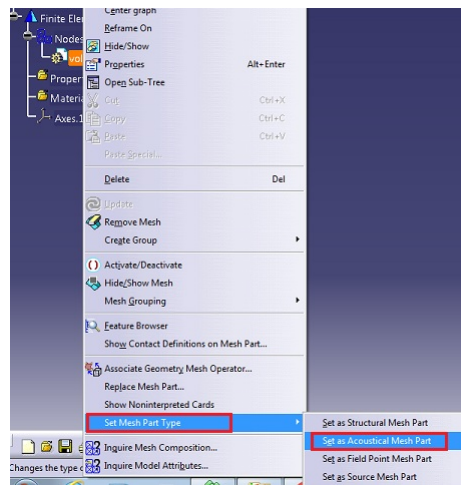 Center graph
Finite Ele
Reframe On
Nodes
Hide/Show
vol
Properties Alt+Enter
Proper
Open Sub-Tree
Materia
Cut Ctrl+X
Axes.1
Copy Ctrl+C
Paste Ctrl+V
Paste Special...
Delete Del
Update
Remove Mesh
Create Group
Activate/Deactivate
Hide/Show Mesh
Mesh Grouping
Feature Browser
Show Contact Definitions on Mesh Part...
Associate Geometry Mesh Operator...
Replace Mesh Part...
Show Noninterpreted Cards
Set Mesh Part Type
Set as Structural Mesh Part
Set as Acoustical Mesh Part
Inquire Mesh Composition...
Set as Field Point Mesh Part
Changes the type o
Inquire Model Attributes...
Set as Source Mesh Part